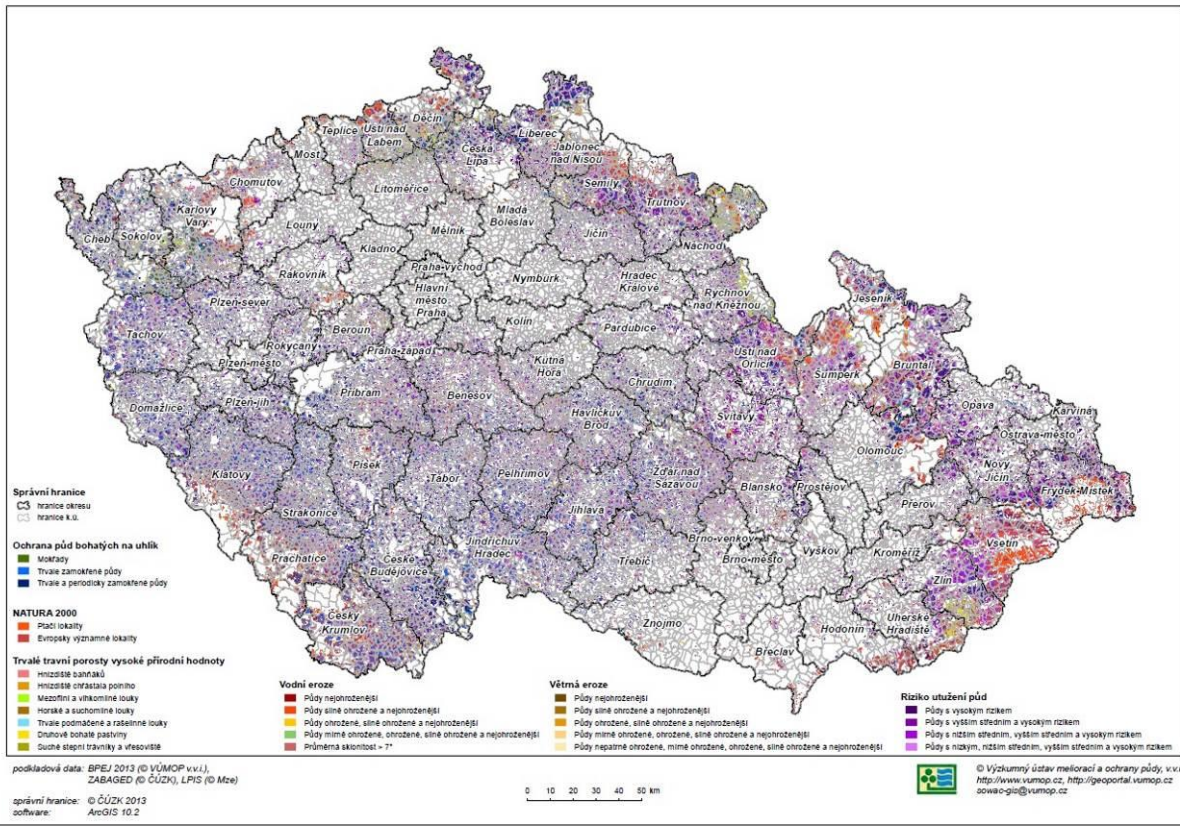 Děčín
Teplice
Ústí nad
Labem
Liberec
Most
Česká
Lípa
Jablonec
nad Nisou
Chomutov
Litoměřice
Semily
Trutnov
Karlovy
Vary
Cheb
Sokolov
Louny
Mělník
Mladá
Boleslav
Jičín
Kladno
Náchod
Rakovník
Praha-východ
Nymburk
Hradec
Králové
Rychnov
nad Kněžnou
Jeseník
Hlavní
město
Praha
Plzeň-sever
Tachov
Beroun
Kolín
Pardubice
Rokycany
Praha-západ
Ústí nad
Orlicí
Šumperk
Bruntál
Plzeň-město
Kutná
Hora
Chrudim
Příbram
Benešov
Domažlice
Plzeň-jih
Havlíčkův
Brod
Svitavy
Opava
Karviná
Ostrava-město
Olomouc
Klatovy
Písek
Tábor
Pelhřimov
Žďár nad
Sázavou
Blansko
Prostějov
Nový
Jičín
Frýdek-Místek
Přerov
Strakonice
Jihlava
Vsetín
Prachatice
Jindřichův
Hradec
České
Budějovice
Třebíč
Brno-venkov
Brno-město
Vyškov
Kroměříž
Zlín
Český
Krumlov
Znojmo
Hodonín
Uherské
Hradiště
Břeclav
Správní hranice
hranice okresu
hranice k.ú.
Ochrana půd bohatých na uhlík
Mokřady
Trvale zamokřené půdy
Trvale a periodicky zamokřené půdy
NATURA 2000
Ptačí lokality
Evropsky významné lokality
Trvalé travní porosty vysoké přírodní hodnoty
Hnízdiště bahňáků
Hnízdiště chřástala polního
Mezofilní a vlhkomilné louky
Horské a suchomilné louky
Trvale podmáčené a rašelinné louky
Druhově bohaté pastviny
Suché stepní trávníky a vřesoviště
Vodní eroze
Půdy nejohroženější
Půdy silně ohrožené a nejohroženější
Půdy ohrožené, silně ohrožené a nejohroženější
Půdy mírně ohrožené, ohrožené, silně ohrožené a nejohroženější
Průměrná sklonitost > 7°
Větrná eroze
Půdy nejohroženější
Půdy silně ohrožené a nejohroženější
Půdy ohrožené, silně ohrožené a nejohroženější
Půdy mírně ohrožené, ohrožené, silně ohrožené a nejohroženější
Půdy nepatrně ohrožené, mírně ohrožené, ohrožené, silně ohrožené a nejohroženější
Riziko utužení půd
Půdy s vysokým rizikem
Půdy s vyšším středním a vysokým rizikem
Půdy s nižším středním, vyšším středním a vysokým rizikem
Půdy s nízkým, nižším středním, vyšším středním a vysokým rizikem
podkladová data: BPEJ 2013 (© VÚMOP v.v.i.),
ZABAGED (© ČÚZK), LPIS (© Mze)
správní hranice: © ČÚZK 2013
software: ArcGIS 10.2
0 10 20 30 40 50 km
© Výzkumný ústav meliorací a ochrany půdy, v.v.i
http://www.vumop.cz, http://geoportal.vumop.cz
sowac-gis@vumop.cz